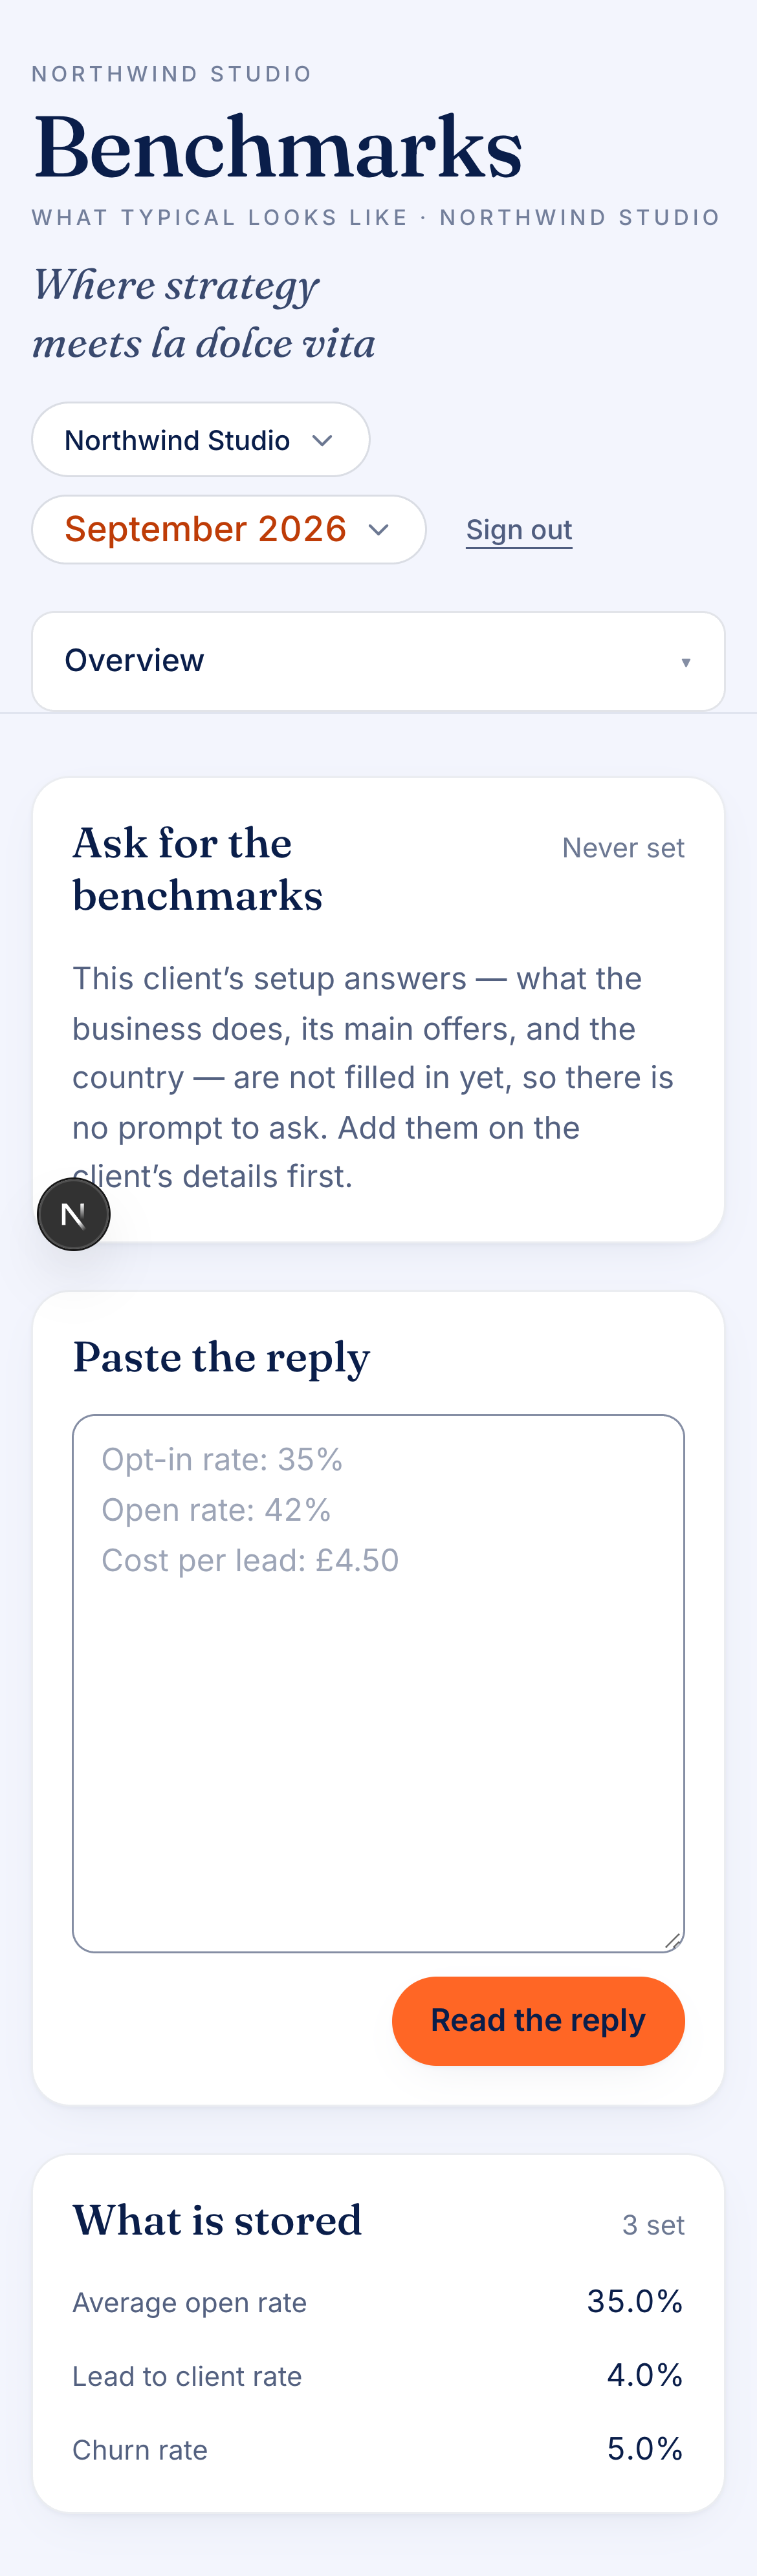 NORTHWIND STUDIO
Benchmarks
WHAT TYPICAL LOOKS LIKE · NORTHWIND STUDIO
Where strategy
meets la dolce vita
Northwind Studio
September 2026
Sign out
Overview
Ask for the
benchmarks
Never set
This client’s setup answers — what the
business does, its main offers, and the
country — are not filled in yet, so there is
no prompt to ask. Add them on the
client’s details first.
N
Paste the reply
Opt-in rate: 35%
Open rate: 42%
Cost per lead: £4.50
Read the reply
What is stored
3 set
Average open rate
35.0%
Lead to client rate
4.0%
Churn rate
5.0%